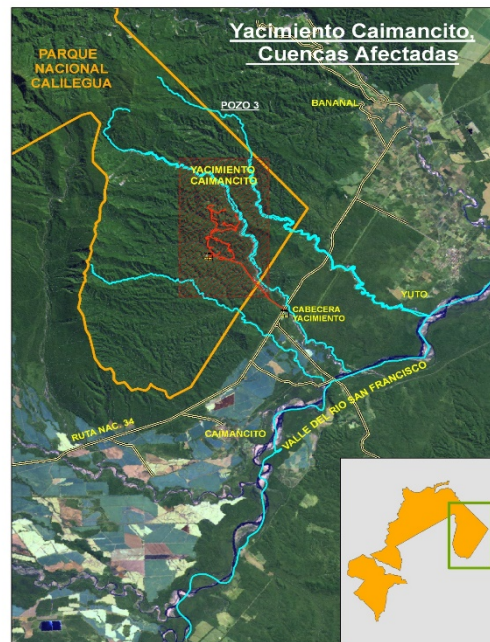 Yacimiento Caimancito,
Cuencas Afectadas
PARQUE
NACIONAL
CALILEGUA
POZO 3
BANANAL
YACIMIENTO
CAIMANCITO
YUTO
CABECERA
YACIMIENTO
VALLE DEL RIO SAN FRANCISCO
RUTA NAC. 34
CAIMANCITO